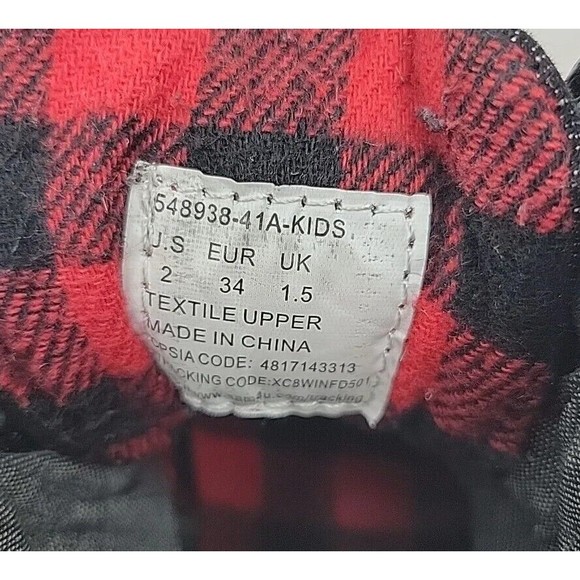 548938-41A-KIDS
U.S EUR UK
2 34 1.5
TEXTILE UPPER
MADE IN CHINA
CPSIA CODE: 4817143313
TRACKING CODE:XC8WINFD501